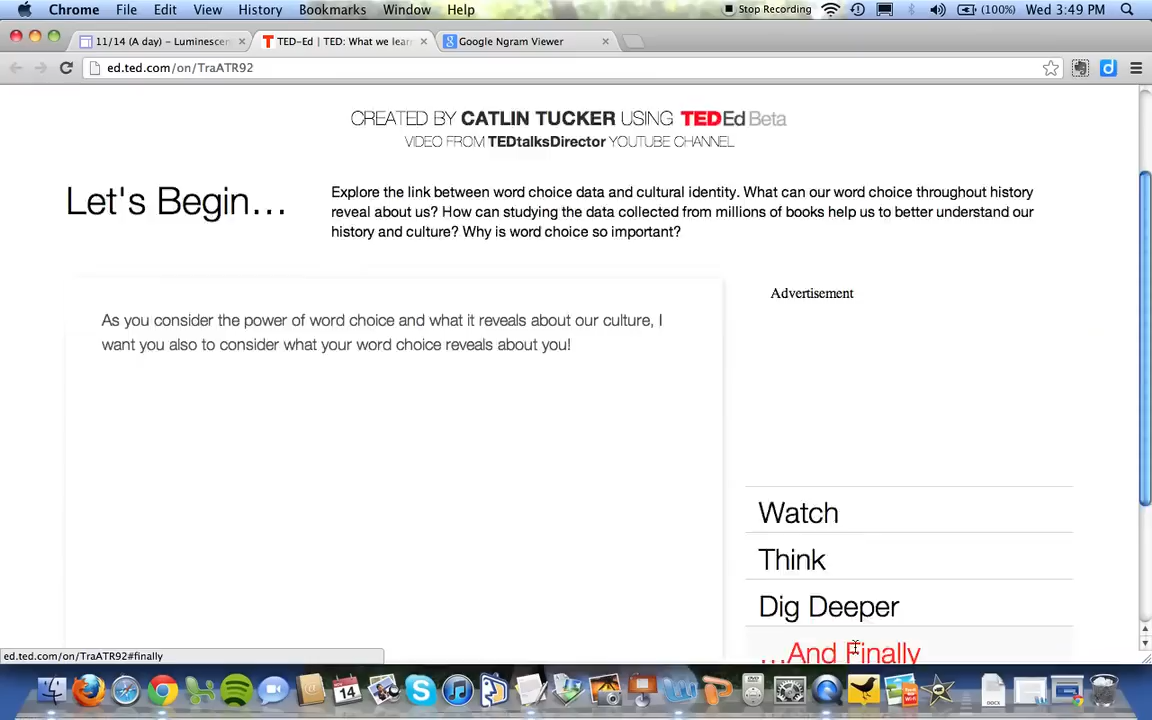 Chrome File Edit View History Bookmarks Window Help Stop Recording (100%) Wed 3:49 PM
11/14 (A day) – Luminescen TED-Ed | TED: What we learn Google Ngram Viewer
ed.ted.com/on/TraATR92
CREATED BY CATLIN TUCKER USING TEDEd Beta
VIDEO FROM TEDtalksDirector YOUTUBE CHANNEL
Let's Begin…
Explore the link between word choice data and cultural identity. What can our word choice throughout history
reveal about us? How can studying the data collected from millions of books help us to better understand our
history and culture? Why is word choice so important?
Advertisement
As you consider the power of word choice and what it reveals about our culture, I
want you also to consider what your word choice reveals about you!
Watch
Think
Dig Deeper
…And Finally
ed.ted.com/on/TraATR92#finally
14
DOCX